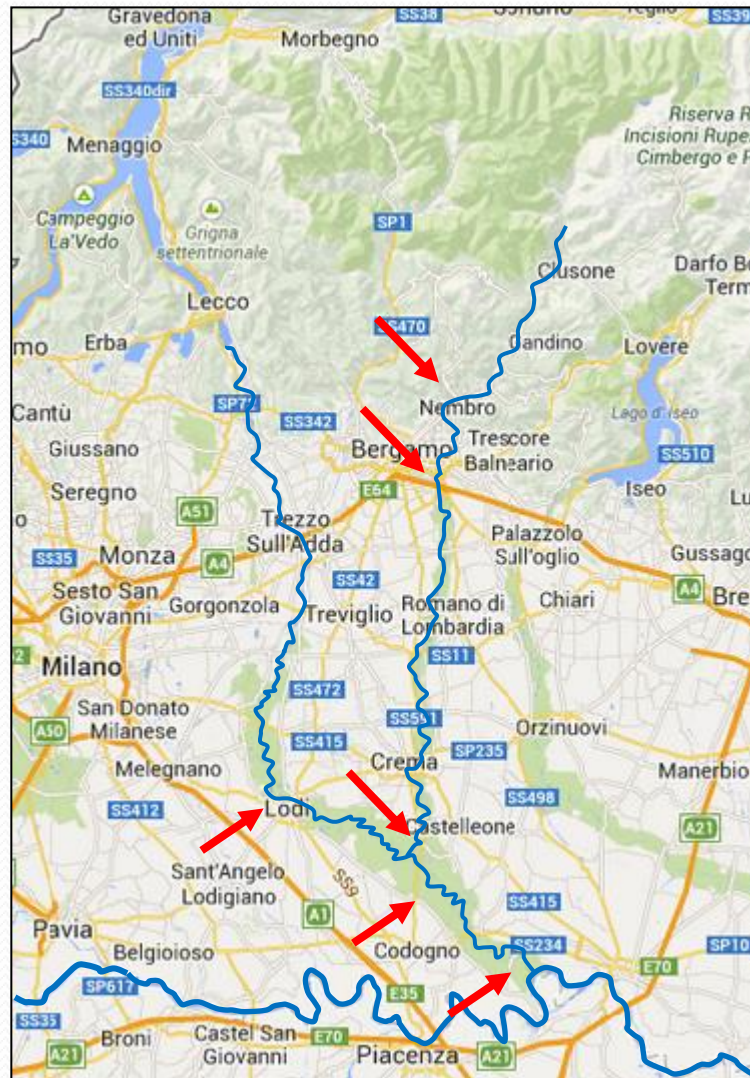 Gravedona
ed Uniti
SS38
Morbegno
SS39
SS340dir
Riserva R
Incisioni Rupe
Cimbergo e P
SS340
Menaggio
Campeggio
La'Vedo
Grigna
settentrionale
SP1
Clusone
Darfo Bo
Term
Lecco
SS470
mo
Erba
Gandino
Lovere
SP72
Nembro
Lago d'Iseo
Cantù
SS342
Giussano
Bergamo
Trescore
Balneario
SS510
Seregno
E64
Iseo
Lu
A51
o
Trezzo
Sull'Adda
Palazzolo
Sull'oglio
SS35
Monza
A4
Gussago
SS42
A4
Bre
Sesto San
Giovanni
Gorgonzola
Treviglio
Romano di
Lombardia
Chiari
2
SS11
Milano
SS472
San Donato
Milanese
SS591
A50
SS415
SP235
Orzinuovi
Melegnano
Crema
Manerbio
SS412
Lodi
SS498
Castelleone
A21
Sant'Angelo
Lodigiano
SS9
A1
SS415
Pavia
Codogno
SS234
SP10
Belgioioso
E70
SP617
E35
SS35
Broni
Castel San
Giovanni
E70
A21
Piacenza
A21